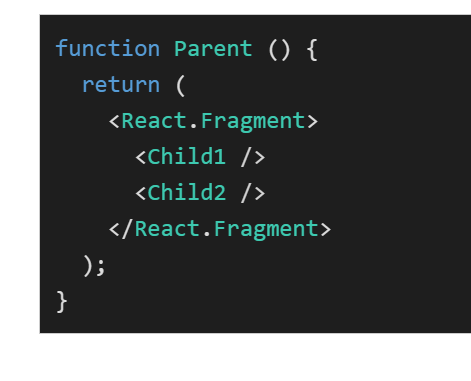 function Parent () {
  return (
    <React.Fragment>
      <Child1 />
      <Child2 />
    </React.Fragment>
  );
}